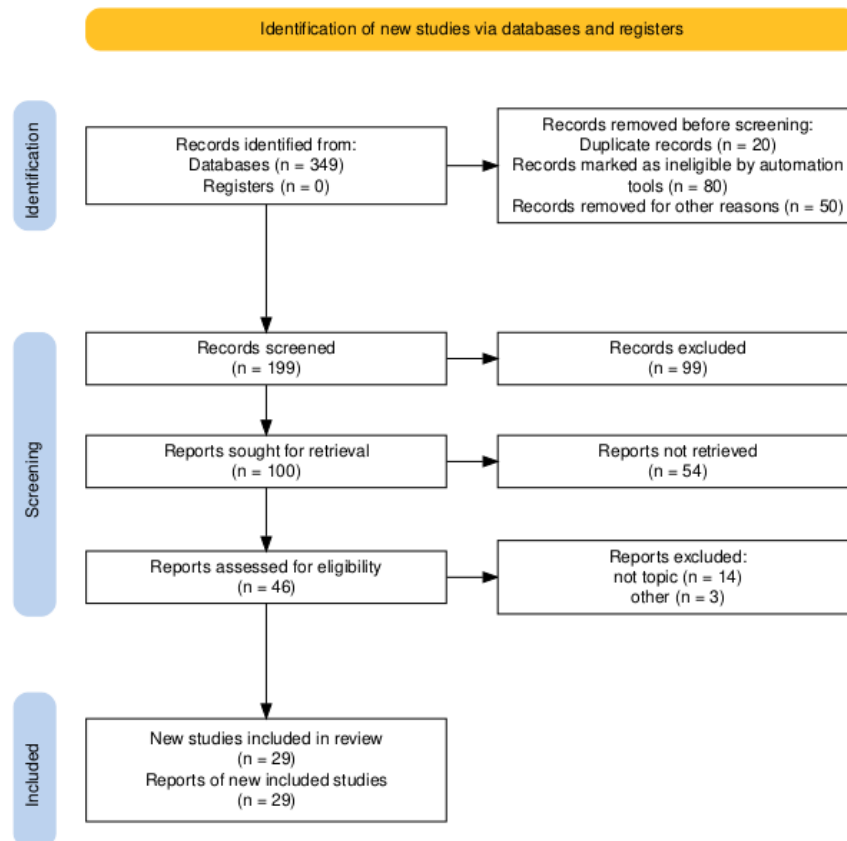 Identification of new studies via databases and registers
Identification
Records identified from:
Databases (n = 349)
Registers (n = 0)
Records removed before screening:
Duplicate records (n = 20)
Records marked as ineligible by automation
tools (n = 80)
Records removed for other reasons (n = 50)
Screening
Records screened
(n = 199)
Records excluded
(n = 99)
Reports sought for retrieval
(n = 100)
Reports not retrieved
(n = 54)
Reports assessed for eligibility
(n = 46)
Reports excluded:
not topic (n = 14)
other (n = 3)
Included
New studies included in review
(n = 29)
Reports of new included studies
(n = 29)